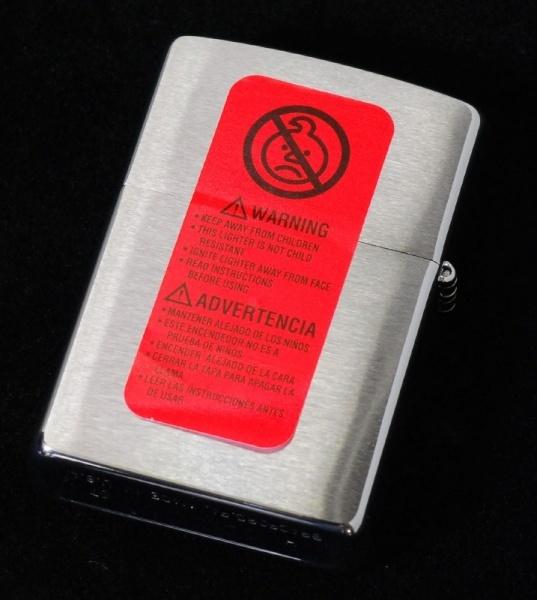 WARNING
• KEEP AWAY FROM CHILDREN
• THIS LIGHTER IS NOT CHILD
RESISTANT
• IGNITE LIGHTER AWAY FROM FACE
• READ INSTRUCTIONS
BEFORE USING
ADVERTENCIA
• MANTENER ALEJADO DE LOS NIÑOS
• ESTE ENCENDEDOR NO ES A
PRUEBA DE NIÑOS
• ENCENDER ALEJADO DE LA CARA
• CERRAR LA TAPA PARA APAGAR LA
LLAMA
• LEER LAS INSTRUCCIONES ANTES
DE USAR